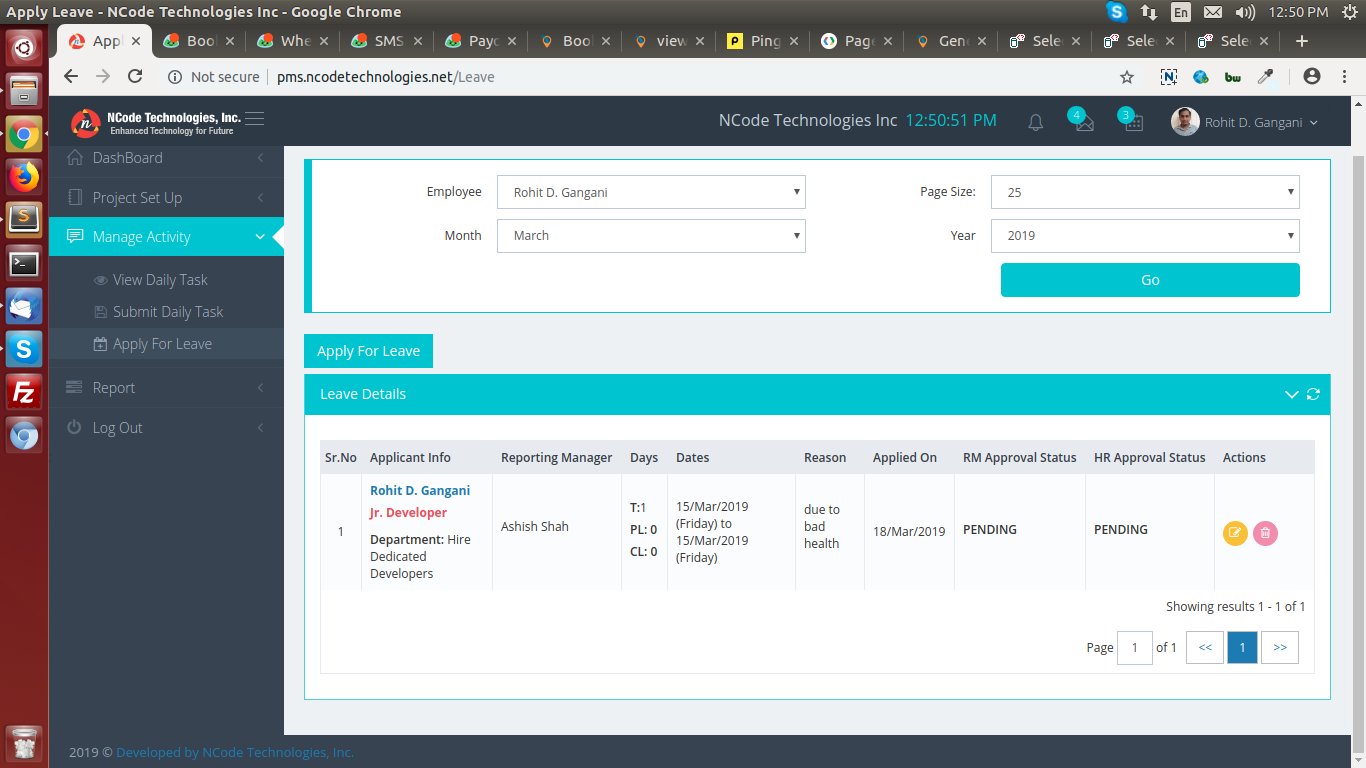 Apply Leave - NCode Technologies Inc - Google Chrome
En 12:50 PM
Appl Bool Whe SMS Payc Bool view Ping Page Gene Sele Sele Sele
Not secure | pms.ncodetechnologies.net/Leave
N bw
NCode Technologies, Inc.
Enhanced Technology for Future
NCode Technologies Inc 12:50:51 PM 4 3 Rohit D. Gangani
DashBoard
Project Set Up
Manage Activity
View Daily Task
Submit Daily Task
Apply For Leave
Report
Log Out
Employee Rohit D. Gangani Page Size: 25
Month March Year 2019
Go
Apply For Leave
Leave Details
Sr.No Applicant Info Reporting Manager Days Dates Reason Applied On RM Approval Status HR Approval Status Actions
1
Rohit D. Gangani
Jr. Developer
Department: Hire
Dedicated
Developers
Ashish Shah
T:1
PL: 0
CL: 0
15/Mar/2019
(Friday) to
15/Mar/2019
(Friday)
due to
bad
health
18/Mar/2019
PENDING
PENDING
Showing results 1 - 1 of 1
Page 1 of 1 << 1 >>
2019 © Developed by NCode Technologies, Inc.